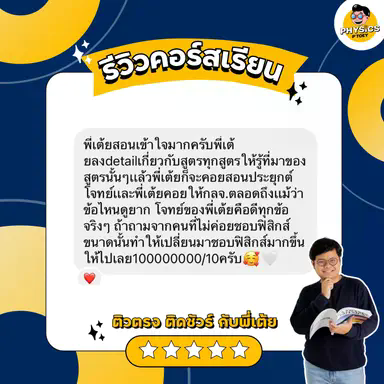 PHYSICS
P'TOEY
รีวิวคอร์สเรียน
พี่เต้ยสอนเข้าใจมากครับพี่เต้
ยลงdetailเกี่ยวกับสูตรทุกสูตรให้รู้ที่มาของ
สูตรนั้นๆแล้วพี่เต้ยก็จะคอยสอนประยุกต์
โจทย์และพี่เต้ยคอยให้กลจ.ตลอดถึงแม้ว่า
ข้อไหนดูยาก โจทย์ของพี่เต้ยคือดีทุกข้อ
จริงๆ ถ้าถามจากคนที่ไม่ค่อยชอบฟิสิกส์
ขนาดนั้นทำให้เปลี่ยนมาชอบฟิสิกส์มากขึ้น
ให้ไปเลย100000000/10ครับ🥰🤍
❤️
ติวตรง ติดชัวร์ กับพี่เต้ย